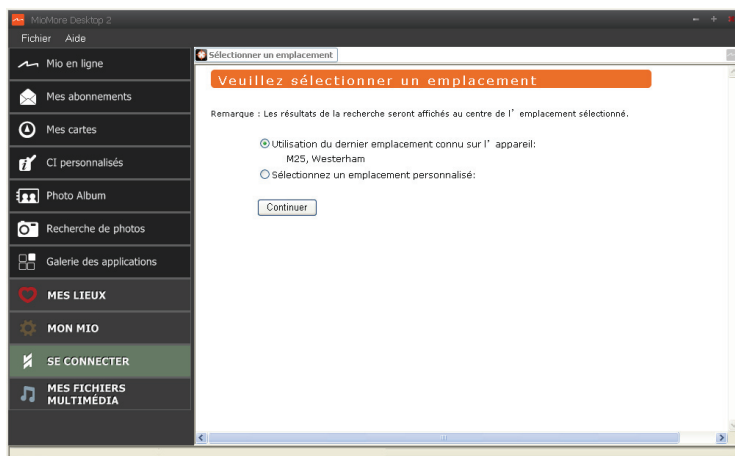 MioMore Desktop 2
Fichier Aide
Mio en ligne
Mes abonnements
Mes cartes
CI personnalisés
Photo Album
Recherche de photos
Galerie des applications
MES LIEUX
MON MIO
SE CONNECTER
MES FICHIERS
MULTIMÉDIA
Sélectionner un emplacement
Veuillez sélectionner un emplacement
Remarque : Les résultats de la recherche seront affichés au centre de l' emplacement sélectionné.
Utilisation du dernier emplacement connu sur l' appareil:
M25, Westerham
Sélectionnez un emplacement personnalisé:
Continuer